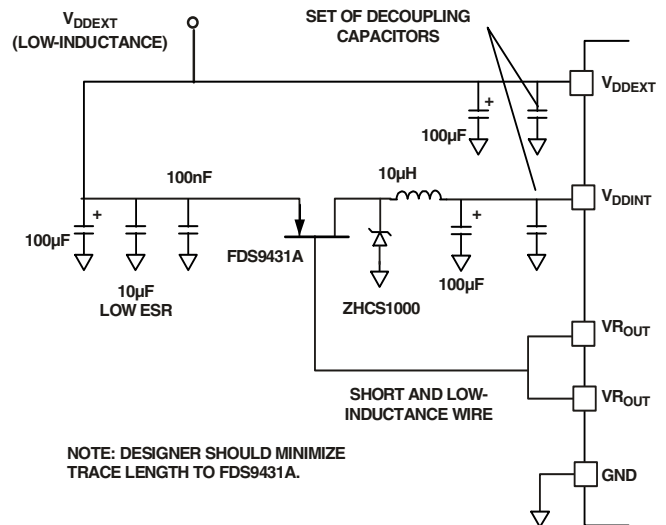 VDDEXT
(LOW-INDUCTANCE)
SET OF DECOUPLING
CAPACITORS
VDDEXT
+
100µF
100nF
10µH
VDDINT
+
100µF
+
100µF
FDS9431A
10µF
LOW ESR
ZHCS1000
VROUT
SHORT AND LOW-
INDUCTANCE WIRE
VROUT
NOTE: DESIGNER SHOULD MINIMIZE
TRACE LENGTH TO FDS9431A.
GND